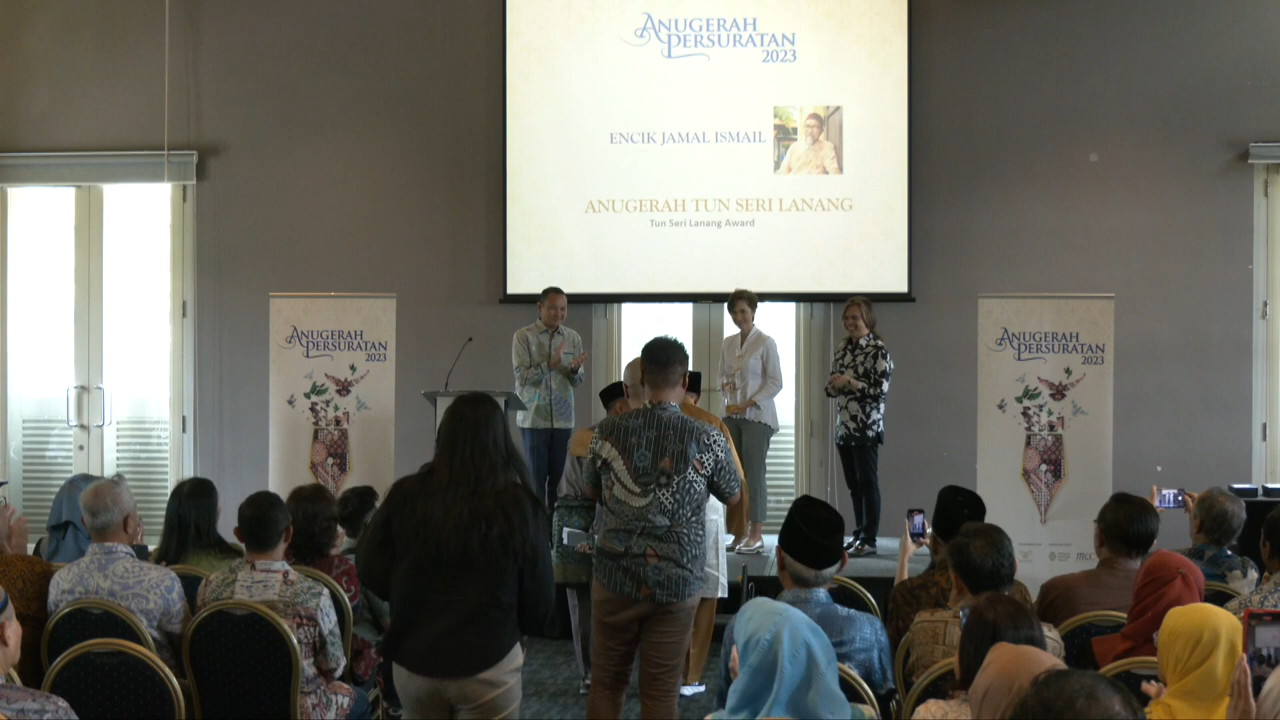 ANUGERAH
PERSURATAN
2023
ENCIK JAMAL ISMAIL
ANUGERAH TUN SERI LANANG
Tun Seri Lanang Award
ANUGERAH
PERSURATAN
2023
ANUGERAH
PERSURATAN
2023